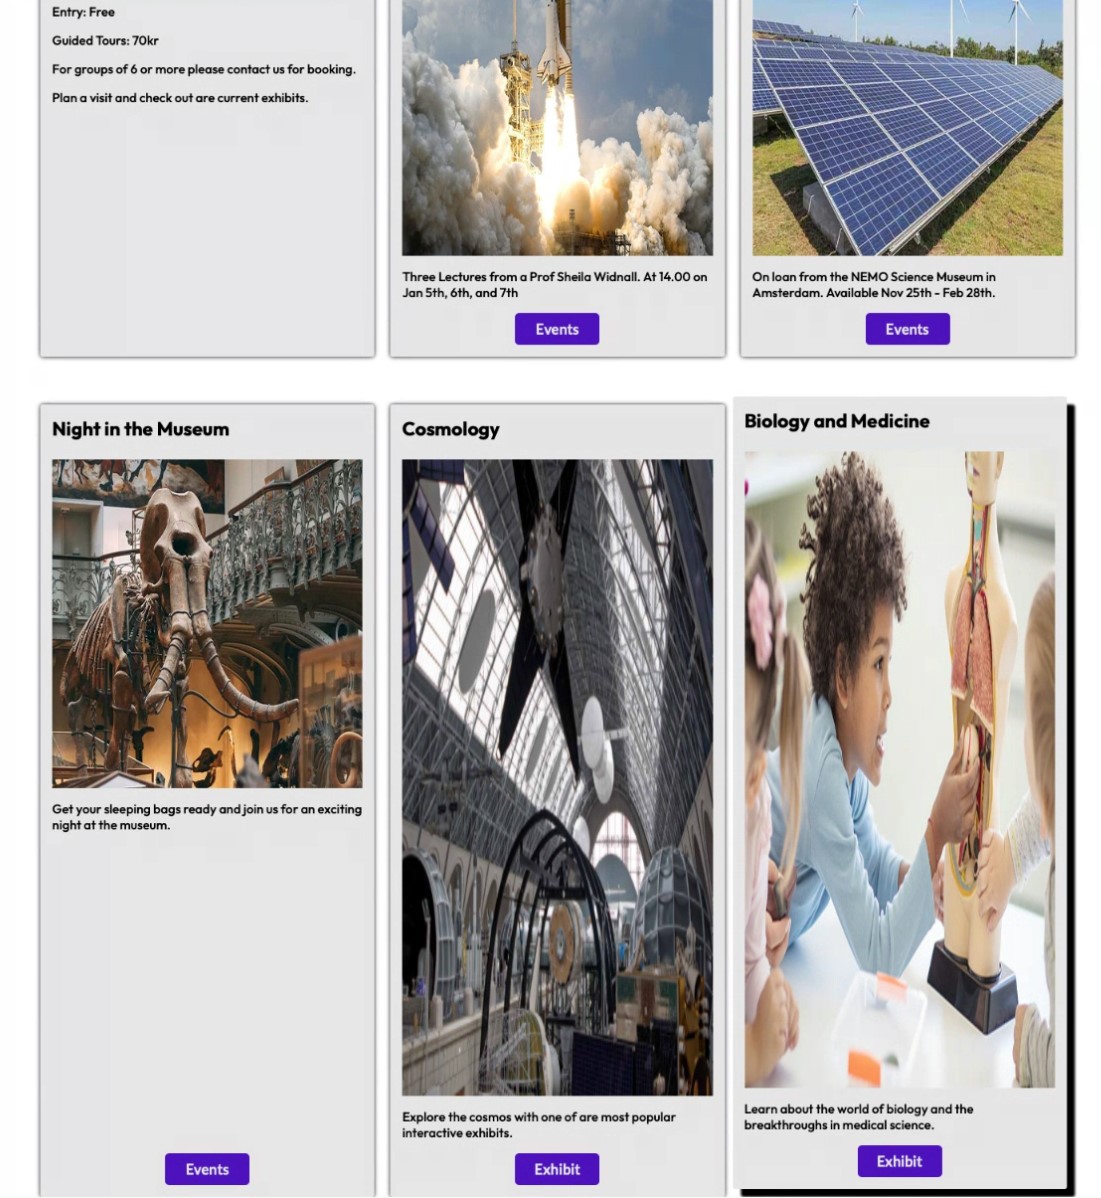 Entry: Free
Guided Tours: 70kr
For groups of 6 or more please contact us for booking.
Plan a visit and check out are current exhibits.
Three Lectures from a Prof Sheila Widnall. At 14.00 on
Jan 5th, 6th, and 7th
Events
On loan from the NEMO Science Museum in
Amsterdam. Available Nov 25th - Feb 28th.
Events
Night in the Museum
Get your sleeping bags ready and join us for an exciting
night at the museum.
Events
Cosmology
Explore the cosmos with one of are most popular
interactive exhibits.
Exhibit
Biology and Medicine
Learn about the world of biology and the
breakthroughs in medical science.
Exhibit